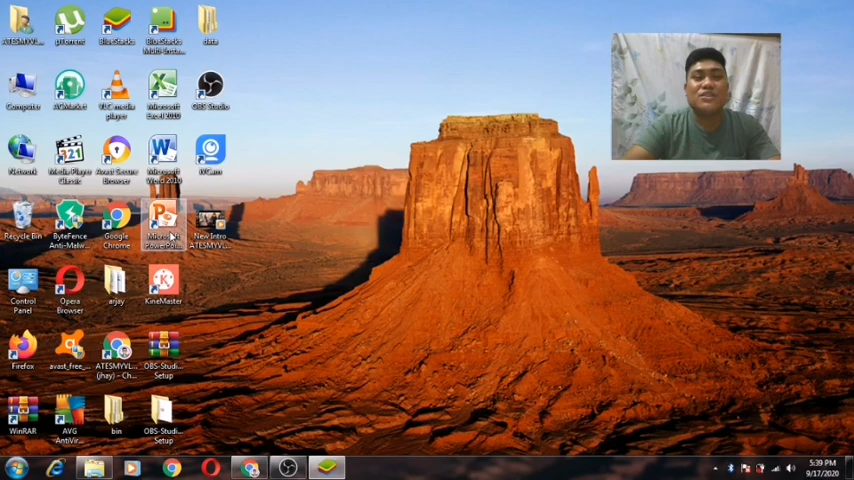 ATESMYVL...
µTorrent
BlueStacks
BlueStacks
Multi-Insta...
data
Computer
ACMarket
VLC media
player
Microsoft
Excel 2010
OBS Studio
Network
Media Player
Classic
Avast Secure
Browser
Microsoft
Word 2010
iVCam
Recycle Bin
ByteFence
Anti-Malw...
Google
Chrome
Microsoft
PowerPoi...
New Intro
ATESMYVL...
Control
Panel
Opera
Browser
arjay
KineMaster
Firefox
avast_free_...
ATESMYVL...
(jhay) - Ch...
OBS-Studi...
Setup
WinRAR
AVG
AntiVir...
bin
OBS-Studi...
Setup
5:39 PM
9/17/2020